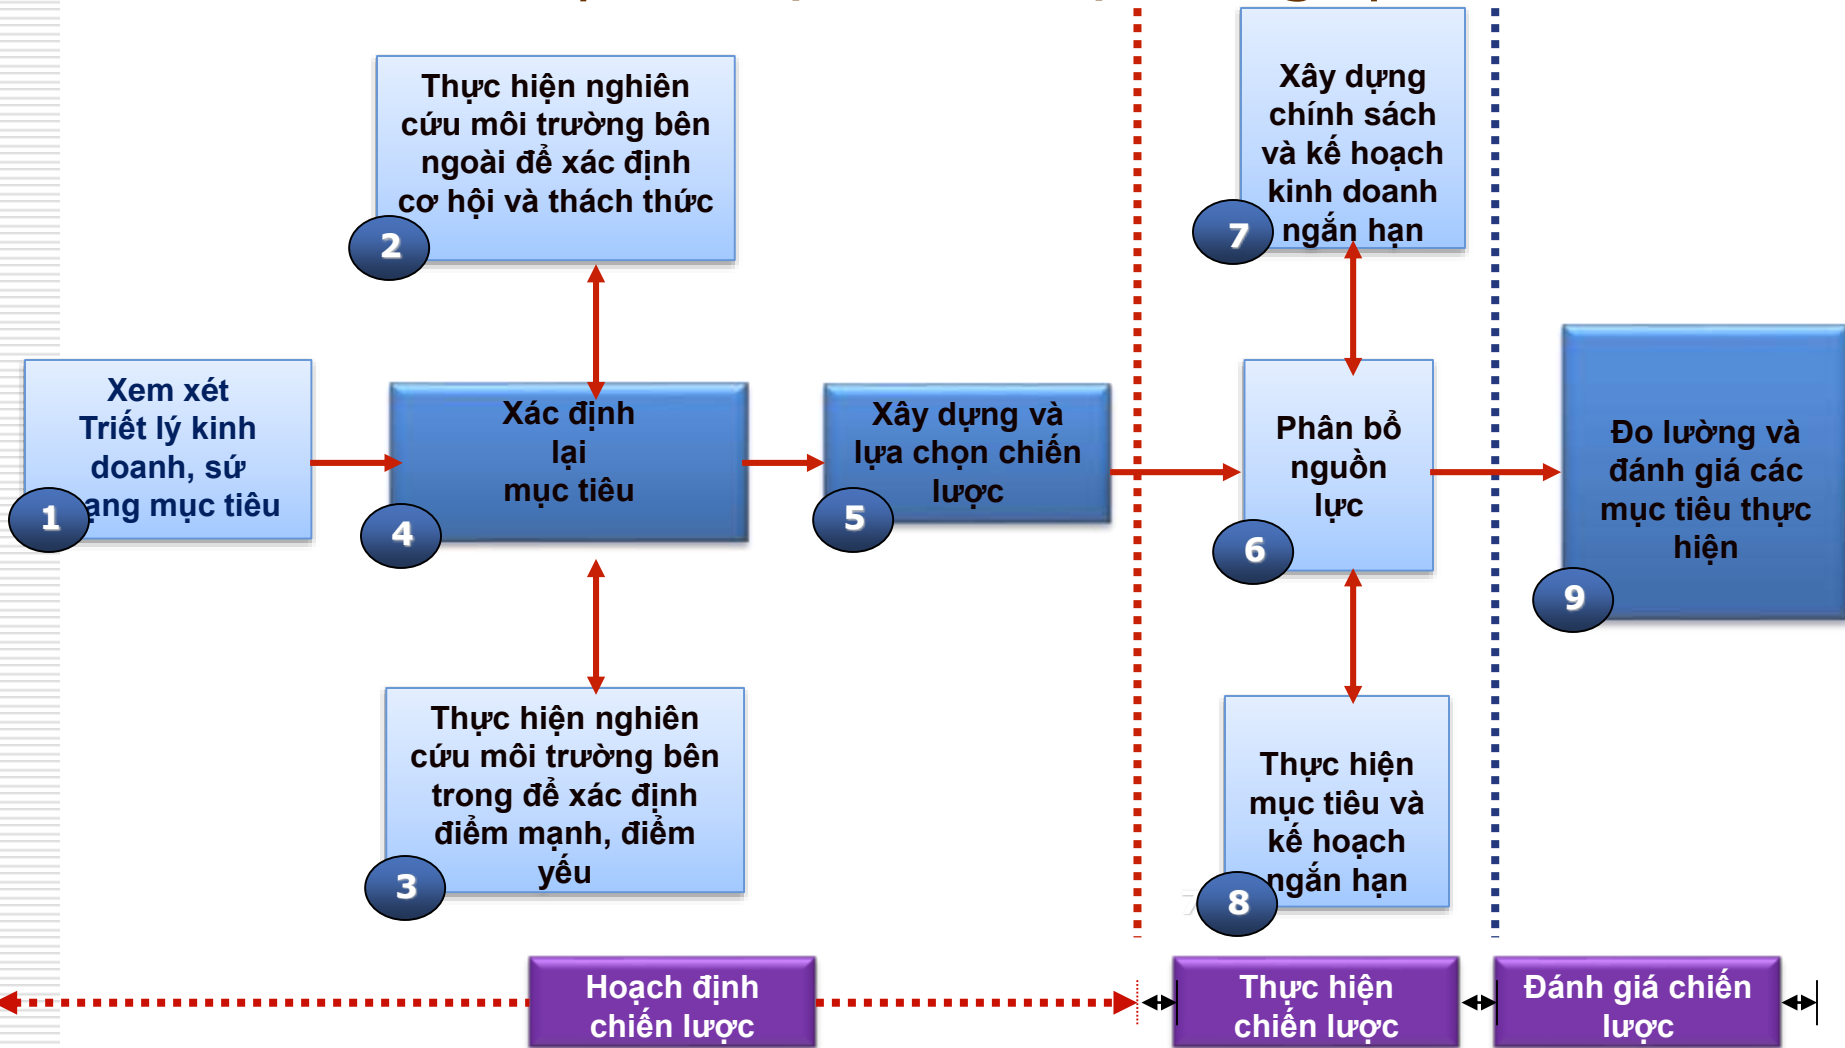 Thực hiện nghiên
cứu môi trường bên
ngoài để xác định
cơ hội và thách thức
2
Xây dựng
chính sách
và kế hoạch
kinh doanh
ngắn hạn
7
Xem xét
Triết lý kinh
doanh, sứ
ạng mục tiêu
1
Xác định
lại
mục tiêu
4
Xây dựng và
lựa chọn chiến
lược
5
Phân bổ
nguồn
lực
6
Đo lường và
đánh giá các
mục tiêu thực
hiện
9
Thực hiện nghiên
cứu môi trường bên
trong để xác định
điểm mạnh, điểm
yếu
3
Thực hiện
mục tiêu và
kế hoạch
ngắn hạn
7
8
Hoạch định
chiến lược
Thực hiện
chiến lược
Đánh giá chiến
lược